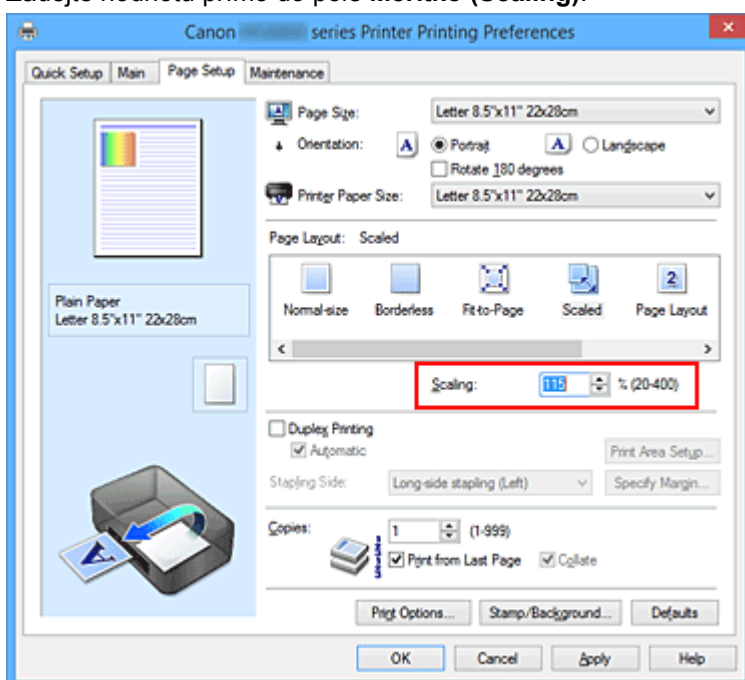 Zadejte hodnotu přímo do pole Měřítko (Scaling).
Canon series Printer Printing Preferences
Quick Setup Main Page Setup Maintenance
Page Size: Letter 8.5"x11" 22x28cm
Orientation: A Portrait A Landscape
Rotate 180 degrees
Printer Paper Size: Letter 8.5"x11" 22x28cm
Page Layout: Scaled
2
Normal-size Borderless Fit-to-Page Scaled Page Layout
Plain Paper
Letter 8.5"x11" 22x28cm
Scaling: 115 % (20-400)
Duplex Printing
Automatic Print Area Setup...
Stapling Side: Long-side stapling (Left) Specify Margin...
Copies: 1 (1-999)
Print from Last Page Collate
A
Print Options... Stamp/Background... Defaults
OK Cancel Apply Help